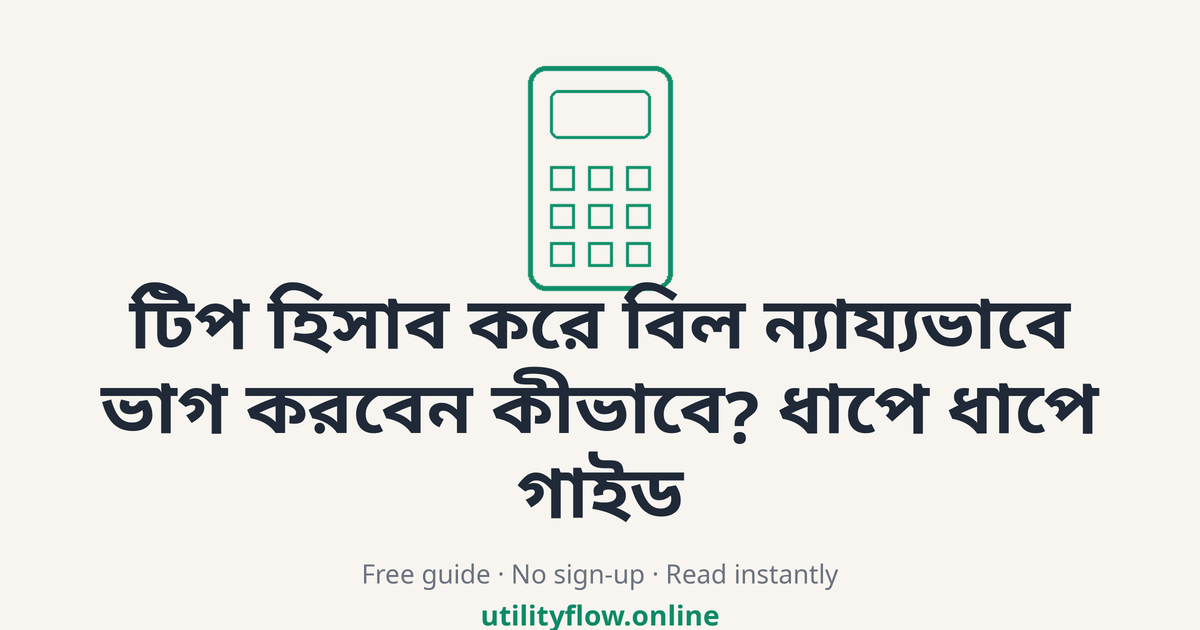 টিপ হিসাব করে বিল ন্যায্যভাবে
ভাগ করবেন কীভাবে? ধাপে ধাপে
গাইড
Free guide · No sign-up · Read instantly
utilityflow.online